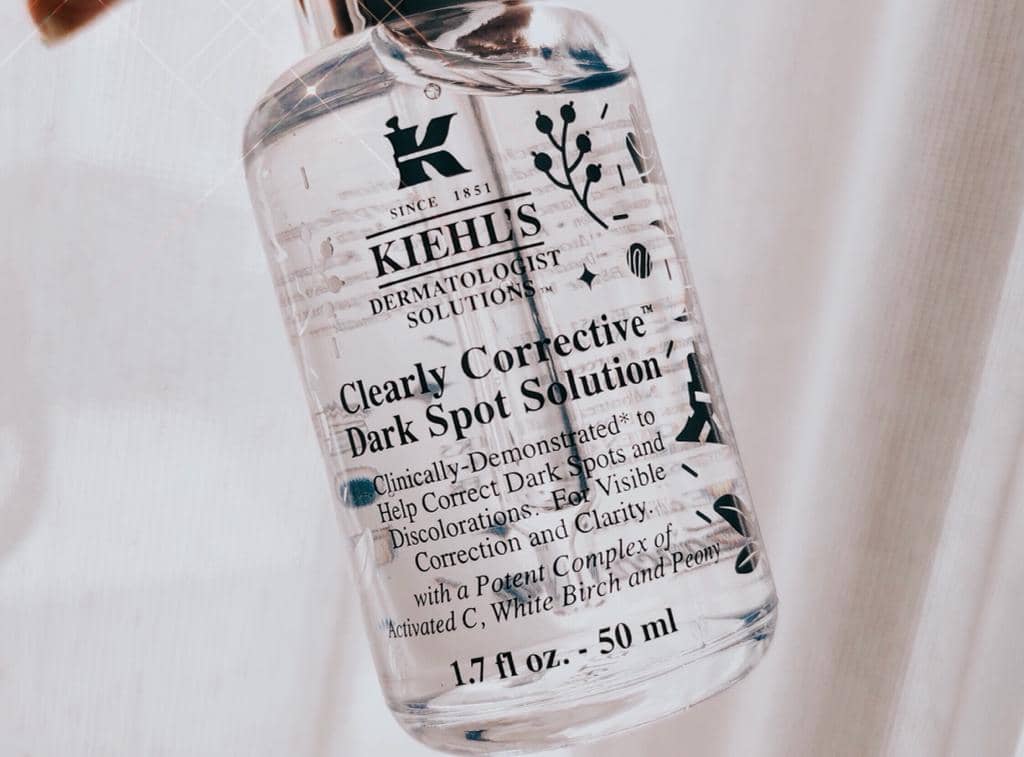 K
SINCE 1851
KIEHL'S
DERMATOLOGIST
SOLUTIONS™
Clearly Corrective™
Dark Spot Solution
Clinically-Demonstrated* to
Help Correct Dark Spots and
Discolorations. For Visible
Correction and Clarity.
with a Potent Complex of
Activated C, White Birch and Peony
1.7 fl oz. - 50 ml